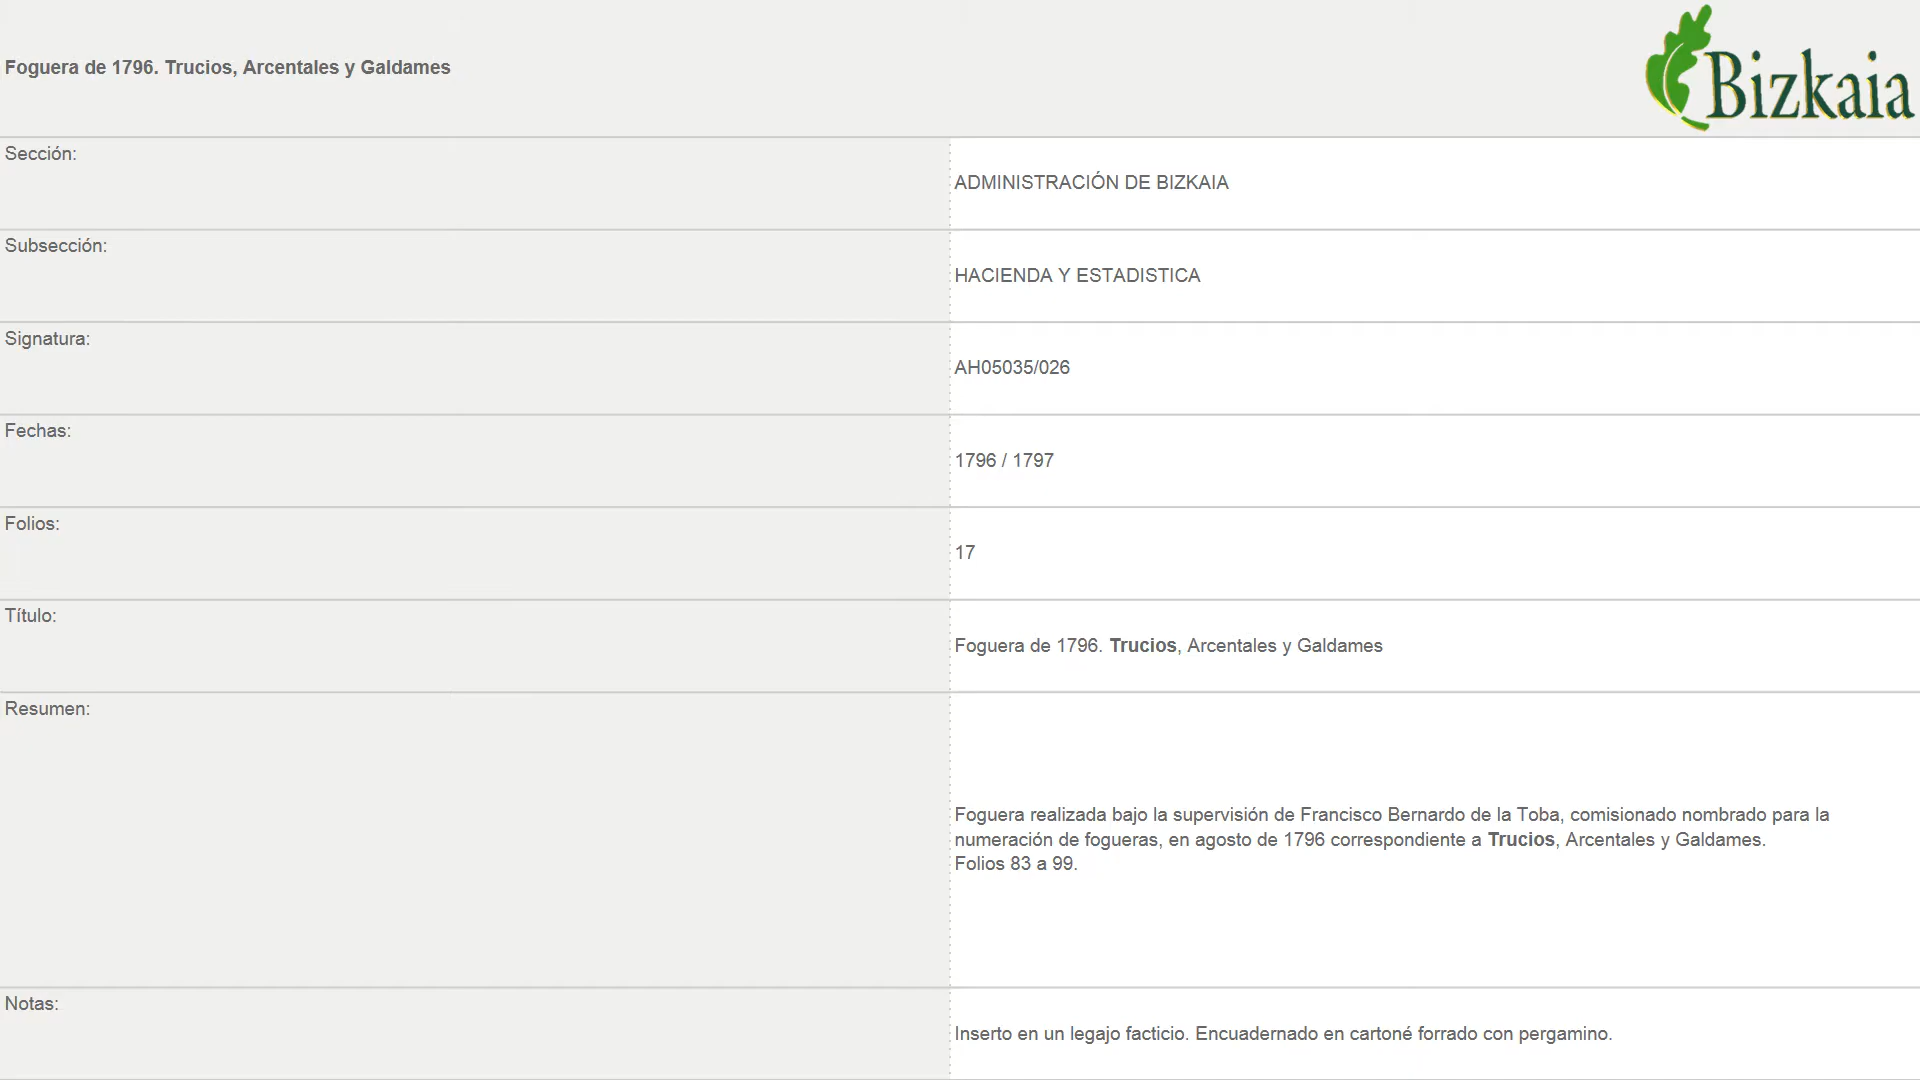 Foguera de 1796. Trucios, Arcentales y Galdames
Bizkaia
Sección:
ADMINISTRACIÓN DE BIZKAIA
Subsección:
HACIENDA Y ESTADISTICA
Signatura:
AH05035/026
Fechas:
1796 / 1797
Folios:
17
Título:
Foguera de 1796. Trucios, Arcentales y Galdames
Resumen:
Foguera realizada bajo la supervisión de Francisco Bernardo de la Toba, comisionado nombrado para la
numeración de fogueras, en agosto de 1796 correspondiente a Trucios, Arcentales y Galdames.
Folios 83 a 99.
Notas:
Inserto en un legajo facticio. Encuadernado en cartoné forrado con pergamino.